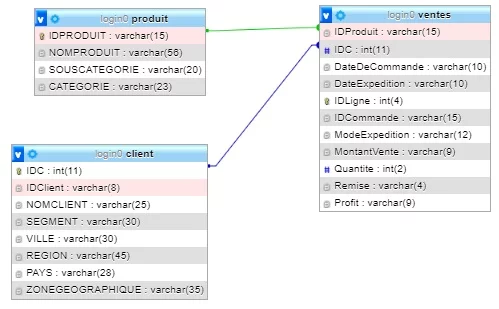 login0 produit
IDPRODUIT : varchar(15)
NOMPRODUIT : varchar(56)
SOUSCATEGORIE : varchar(20)
CATEGORIE : varchar(23)
login0 ventes
IDProduit : varchar(15)
IDC : int(11)
DateDeCommande : varchar(10)
DateExpedition : varchar(10)
IDLigne : int(4)
IDCommande : varchar(15)
ModeExpedition : varchar(12)
MontantVente : varchar(9)
Quantite : int(2)
Remise : varchar(4)
Profit : varchar(9)
login0 client
IDC : int(11)
IDClient : varchar(8)
NOMCLIENT : varchar(25)
SEGMENT : varchar(30)
VILLE : varchar(30)
REGION : varchar(45)
PAYS : varchar(28)
ZONEGEOGRAPHIQUE : varchar(35)